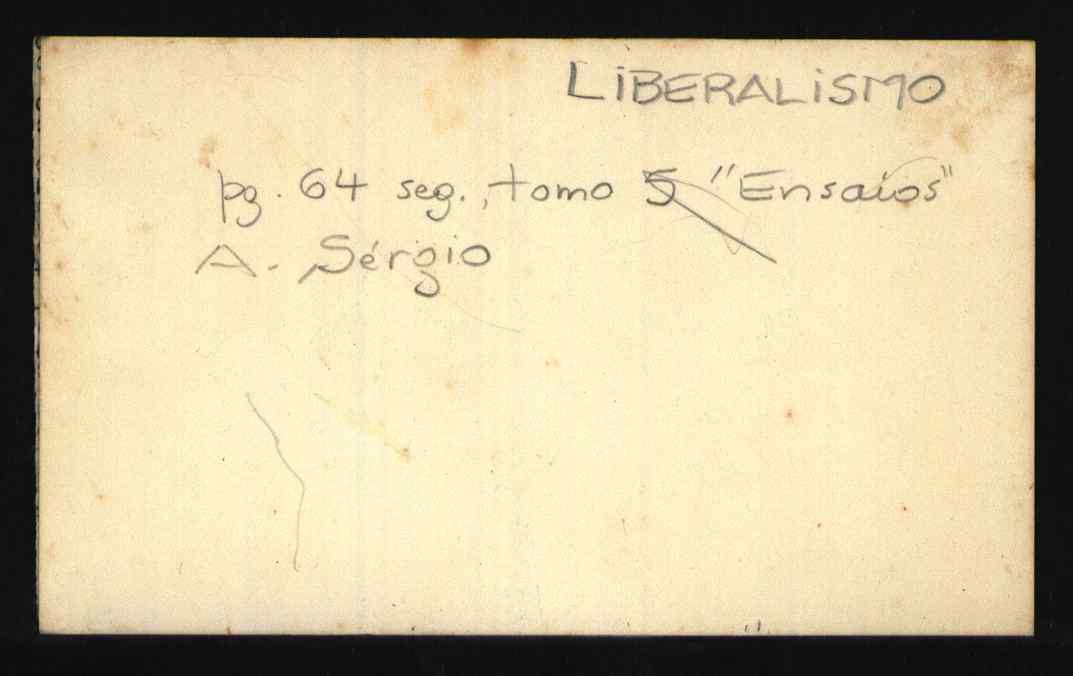 LIBERALISMO
pg. 64 seg., tomo 5 "Ensaios"
A. Sérgio